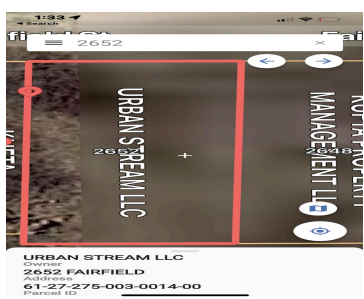 1:33
Search
2652
URBAN STREAM LLC
2652
2648
MANAGEMENT LL
URBAN STREAM LLC
Owner
2652 FAIRFIELD
Address
61-27-275-003-0014-00
Parcel ID